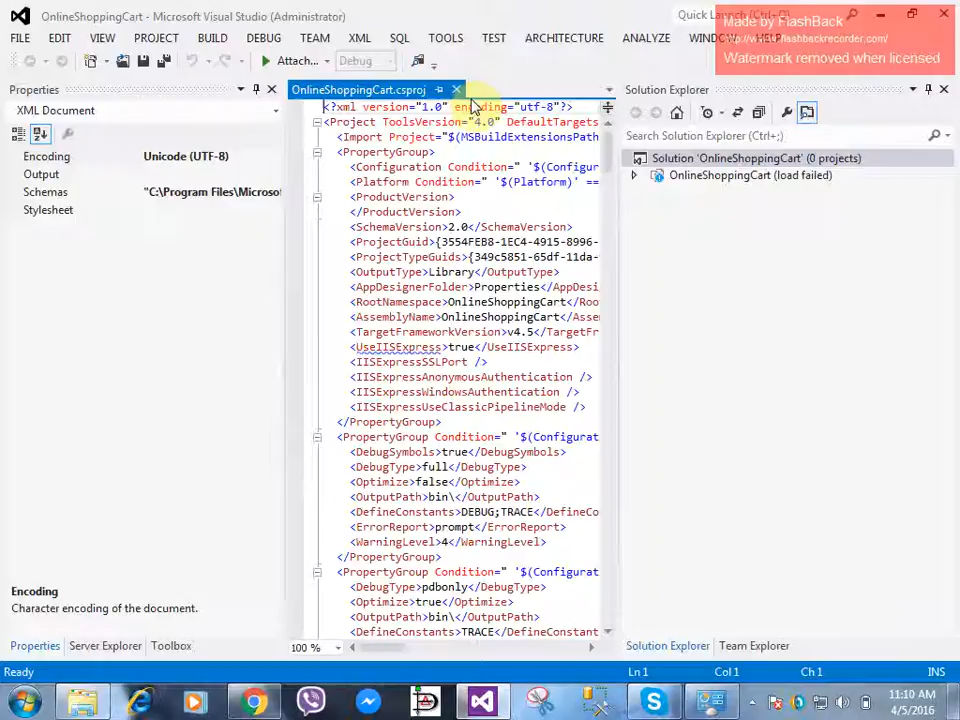 OnlineShoppingCart - Microsoft Visual Studio (Administrator)
Quick Launch (Ctrl+Q)
Made by FlashBack
http://www.flashbackrecorder.com/
Watermark removed when licensed
FILE EDIT VIEW PROJECT BUILD DEBUG TEAM XML SQL TOOLS TEST ARCHITECTURE ANALYZE WINDOW HELP
Attach... Debug
Properties
XML Document
Encoding Unicode (UTF-8)
Output
Schemas "C:\Program Files\Microsof
Stylesheet
Encoding
Character encoding of the document.
Properties Server Explorer Toolbox
OnlineShoppingCart.csproj
<?xml version="1.0" encoding="utf-8"?>
<Project ToolsVersion="4.0" DefaultTargets
<Import Project="$(MSBuildExtensionsPath
<PropertyGroup>
<Configuration Condition=" '$(Configur
<Platform Condition=" '$(Platform)' ==
<ProductVersion>
</ProductVersion>
<SchemaVersion>2.0</SchemaVersion>
<ProjectGuid>{3554FEB8-1EC4-4915-8996-
<ProjectTypeGuids>{349c5851-65df-11da-
<OutputType>Library</OutputType>
<AppDesignerFolder>Properties</AppDesi
<RootNamespace>OnlineShoppingCart</Roo
<AssemblyName>OnlineShoppingCart</Asse
<TargetFrameworkVersion>v4.5</TargetFr
<UseIISExpress>true</UseIISExpress>
<IISExpressSSLPort />
<IISExpressAnonymousAuthentication />
<IISExpressWindowsAuthentication />
<IISExpressUseClassicPipelineMode />
</PropertyGroup>
<PropertyGroup Condition=" '$(Configurat
<DebugSymbols>true</DebugSymbols>
<DebugType>full</DebugType>
<Optimize>false</Optimize>
<OutputPath>bin\</OutputPath>
<DefineConstants>DEBUG;TRACE</DefineCo
<ErrorReport>prompt</ErrorReport>
<WarningLevel>4</WarningLevel>
</PropertyGroup>
<PropertyGroup Condition=" '$(Configurat
<DebugType>pdbonly</DebugType>
<Optimize>true</Optimize>
<OutputPath>bin\</OutputPath>
<DefineConstants>TRACE</DefineConstant
100 %
Solution Explorer
Search Solution Explorer (Ctrl+;)
Solution 'OnlineShoppingCart' (0 projects)
OnlineShoppingCart (load failed)
Solution Explorer Team Explorer
Ready Ln 1 Col 1 Ch 1 INS
11:10 AM
4/5/2016